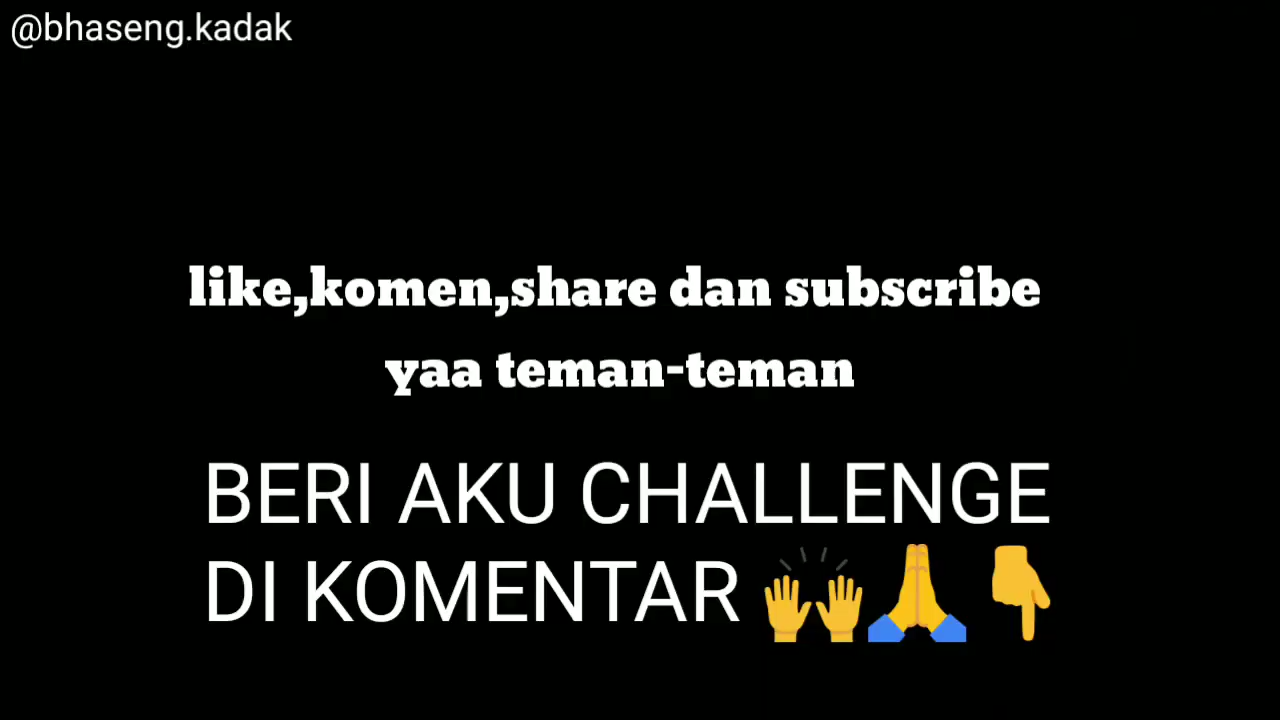 @bhaseng.kadak
like,komen,share dan subscribe
yaa teman-teman
BERI AKU CHALLENGE
DI KOMENTAR 🙌🙏👇